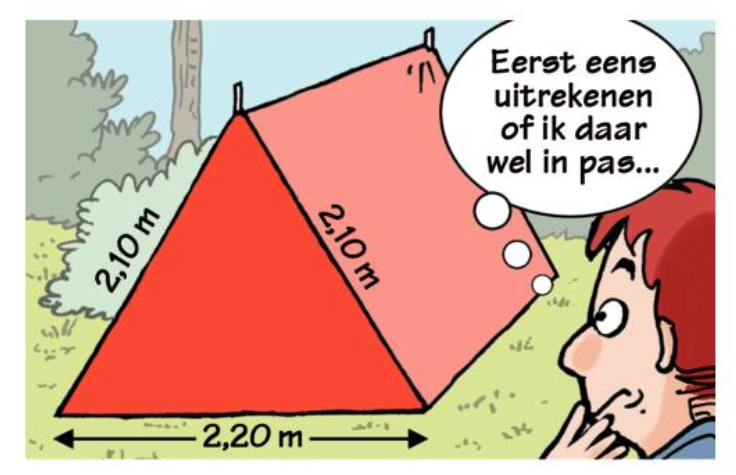 Eerst eens
uitrekenen
of ik daar
wel in pas...
2,10 m
2,10 m
2,20 m